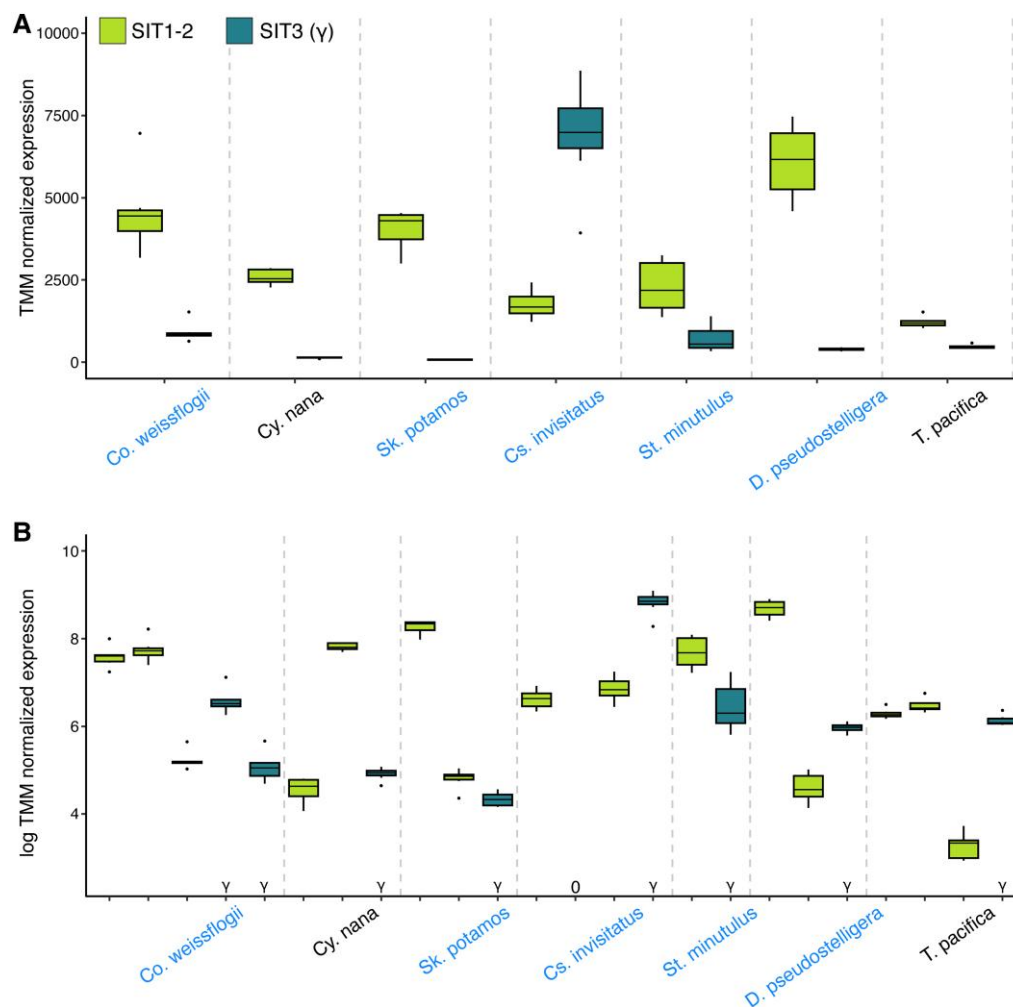 A
SIT1-2
SIT3 (γ)
TMM normalized expression
10000
7500
5000
2500
0
Co. weissflogii
Cy. nana
Sk. potamos
Cs. invisitatus
St. minutulus
D. pseudostelligera
T. pacifica
B
log TMM normalized expression
10
8
6
4
γ γ γ γ 0 γ γ γ γ
Co. weissflogii
Cy. nana
Sk. potamos
Cs. invisitatus
St. minutulus
D. pseudostelligera
T. pacifica